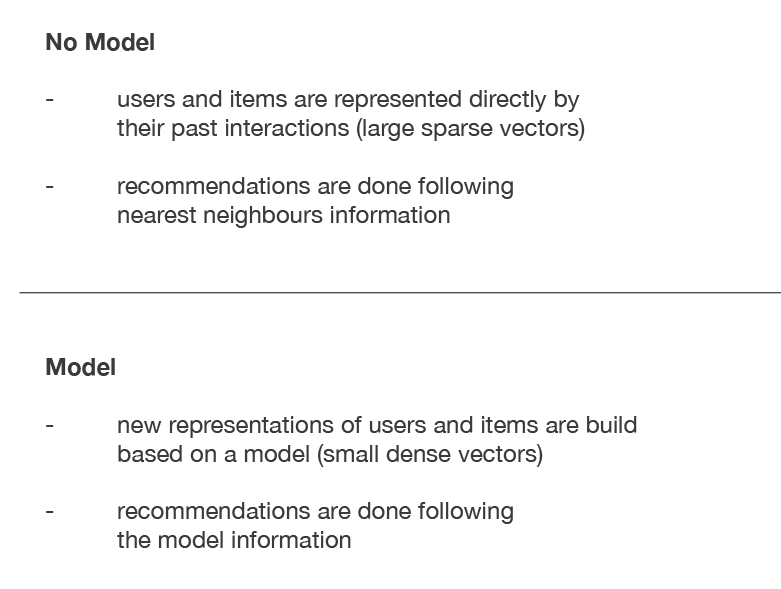 No Model
- users and items are represented directly by
their past interactions (large sparse vectors)
- recommendations are done following
nearest neighbours information
Model
- new representations of users and items are build
based on a model (small dense vectors)
- recommendations are done following
the model information